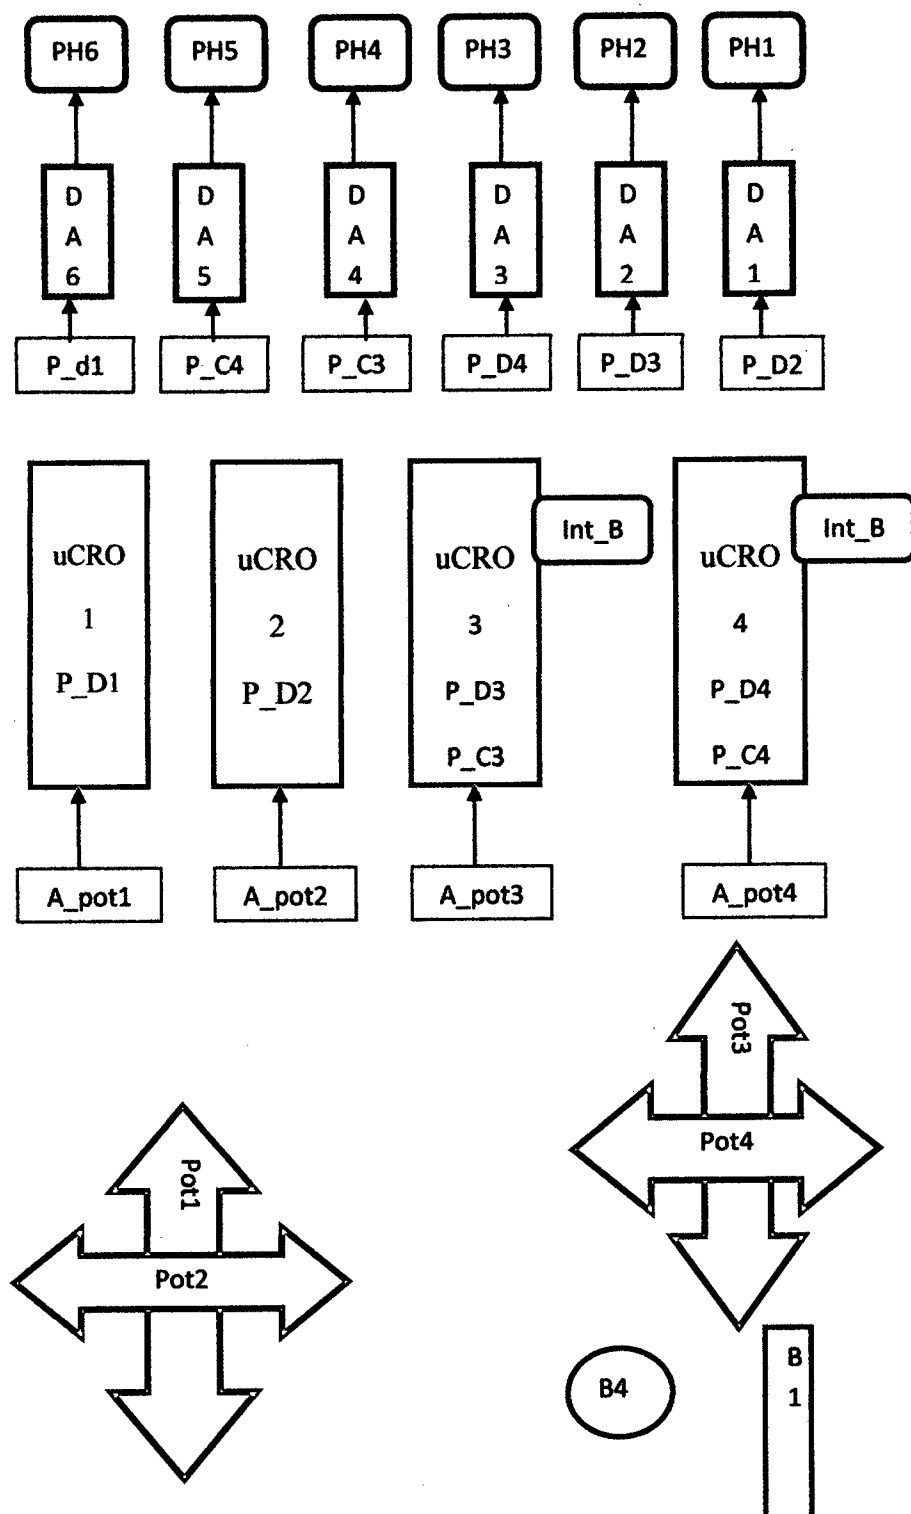 PH6 PH5 PH4 PH3 PH2 PH1
D D D D D D
A A A A A A
6 5 4 3 2 1
P_d1 P_C4 P_C3 P_D4 P_D3 P_D2
uCRO
1
P_D1
uCRO
2
P_D2
uCRO
3
P_D3
P_C3
Int_B
uCRO
4
P_D4
P_C4
Int_B
A_pot1 A_pot2 A_pot3 A_pot4
Pot3
Pot4
Pot1
Pot2
B4
B
1